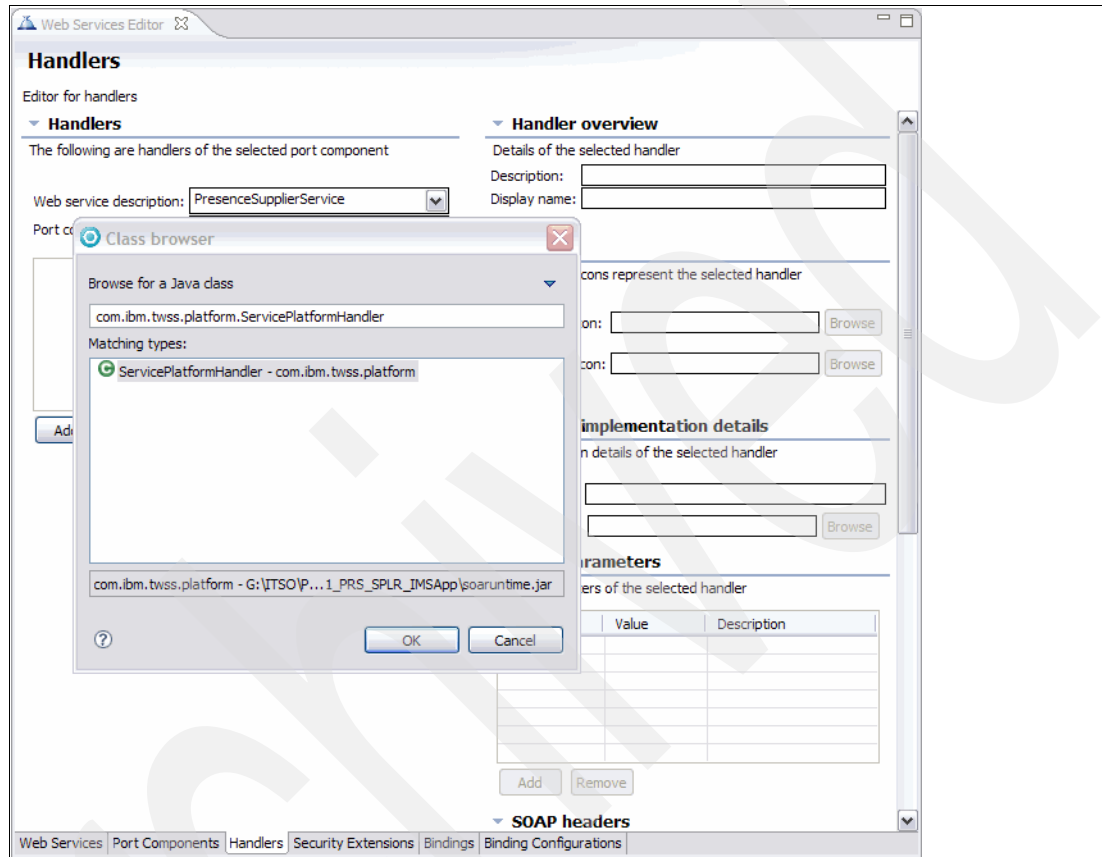 Web Services Editor
Handlers
Editor for handlers
Handlers
The following are handlers of the selected port component
Web service description: PresenceSupplierService
Port co
Handler overview
Details of the selected handler
Description:
Display name:
Class browser
Browse for a Java class
com.ibm.twss.platform.ServicePlatformHandler
Matching types:
ServicePlatformHandler - com.ibm.twss.platform
com.ibm.twss.platform - G:\ITSO\P...1_PRS_SPLR_IMSApp\soaruntime.jar
OK Cancel
Add
cons represent the selected handler
on: Browse
con: Browse
implementation details
n details of the selected handler
Browse
arameters
ers of the selected handler
Value Description
Add Remove
SOAP headers
Web Services Port Components Handlers Security Extensions Bindings Binding Configurations